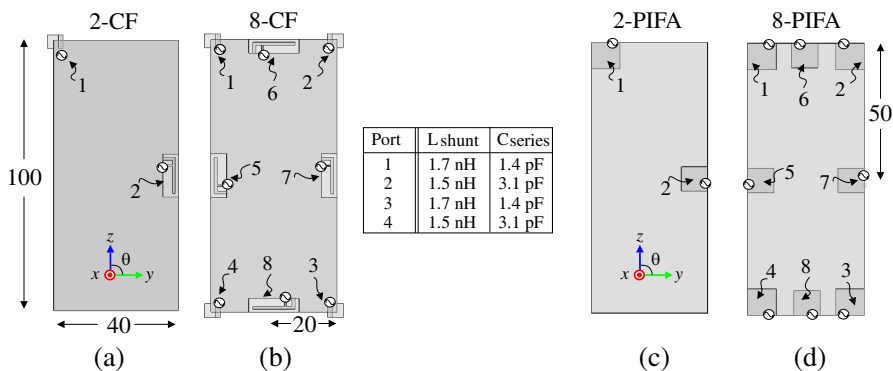 2-CF
8-CF
2-PIFA
8-PIFA
1
2
100
z
θ
x
y
40
(a)
1
6
2
5
7
4
8
3
20
(b)
Port L shunt C series
1 1.7 nH 1.4 pF
2 1.5 nH 3.1 pF
3 1.7 nH 1.4 pF
4 1.5 nH 3.1 pF
1
2
z
θ
x
y
(c)
1
6
2
50
5
7
4
8
3
(d)